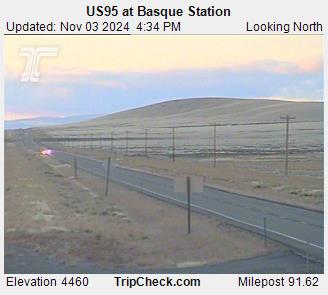 US95 at Basque Station
Updated: Nov 03 2024 4:34 PM Looking North
Elevation 4460 TripCheck.com Milepost 91.62